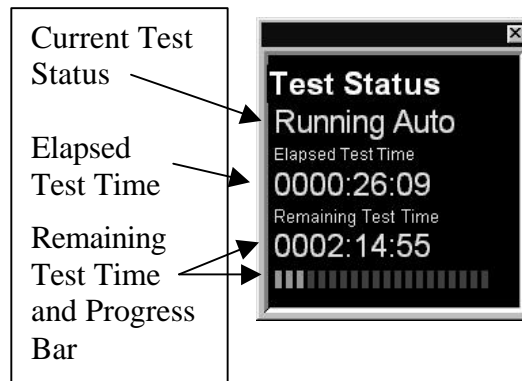 Current Test
Status
Elapsed
Test Time
Remaining
Test Time
and Progress
Bar
Test Status
Running Auto
Elapsed Test Time
0000:26:09
Remaining Test Time
0002:14:55